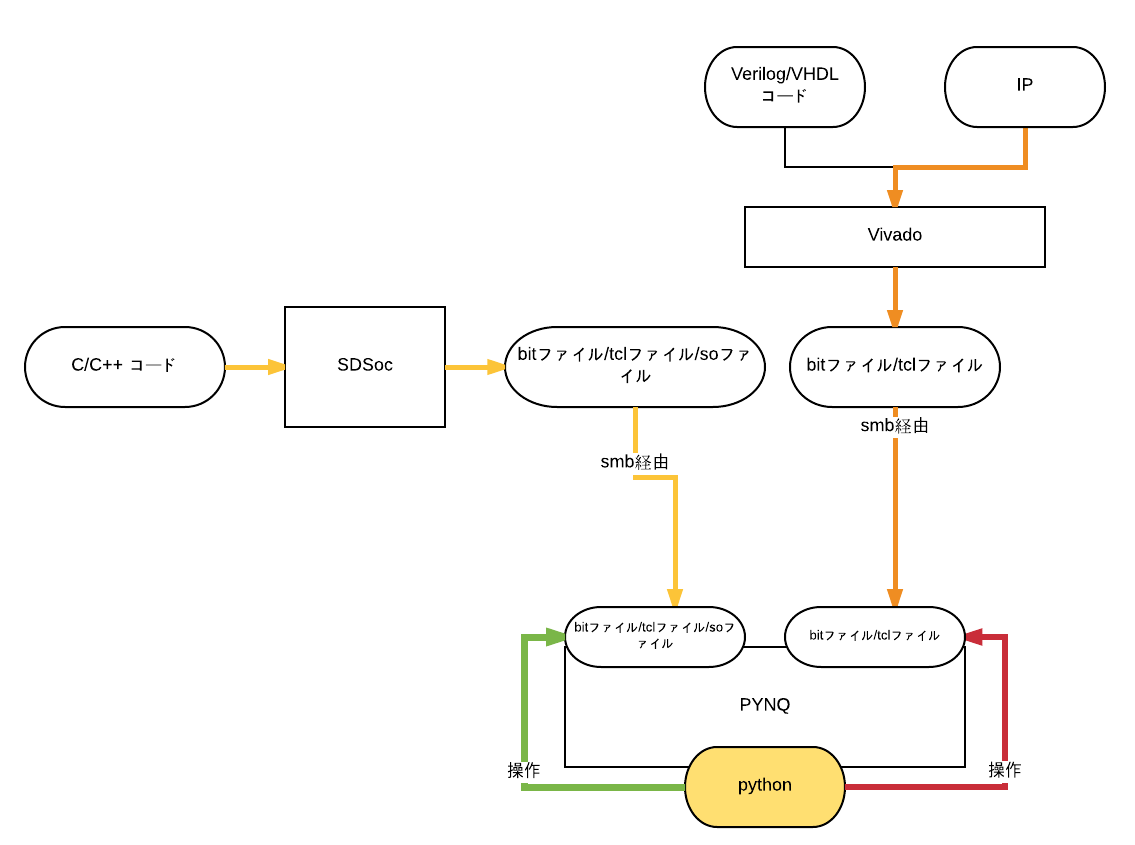 Verilog/VHDL
コード
IP
Vivado
C/C++ コード
SDSoc
bitファイル/tclファイル/soファ
イル
bitファイル/tclファイル
smb経由
smb経由
bitファイル/tclファイル/soフ
ァイル
bitファイル/tclファイル
PYNQ
操作
操作
python